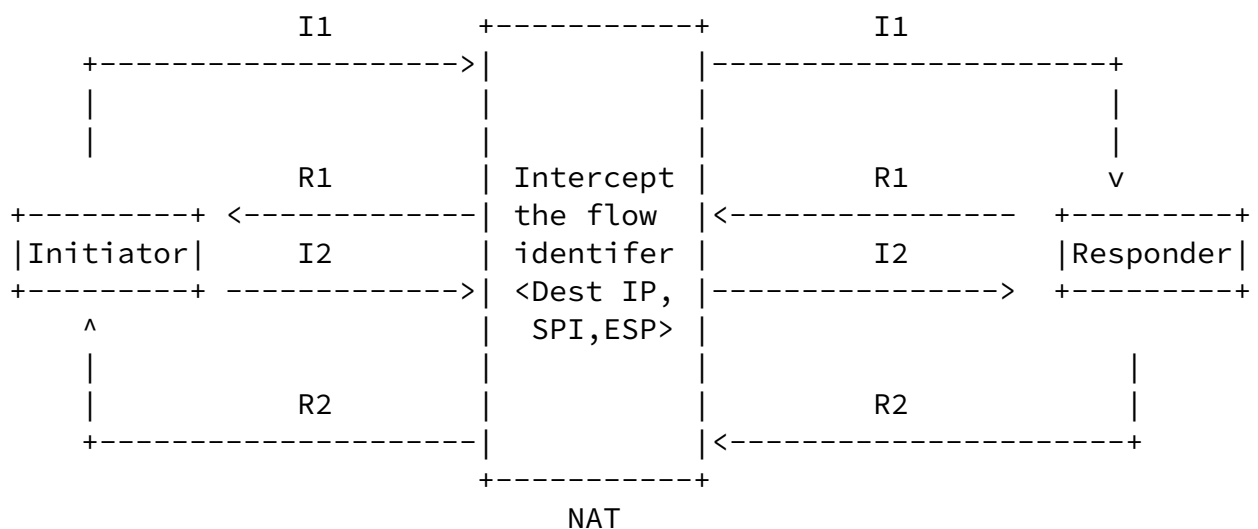 I1 I1
R1 Intercept R1
the flow
Initiator I2 identifer I2 Responder
<Dest IP,
SPI,ESP>
R2 R2
NAT